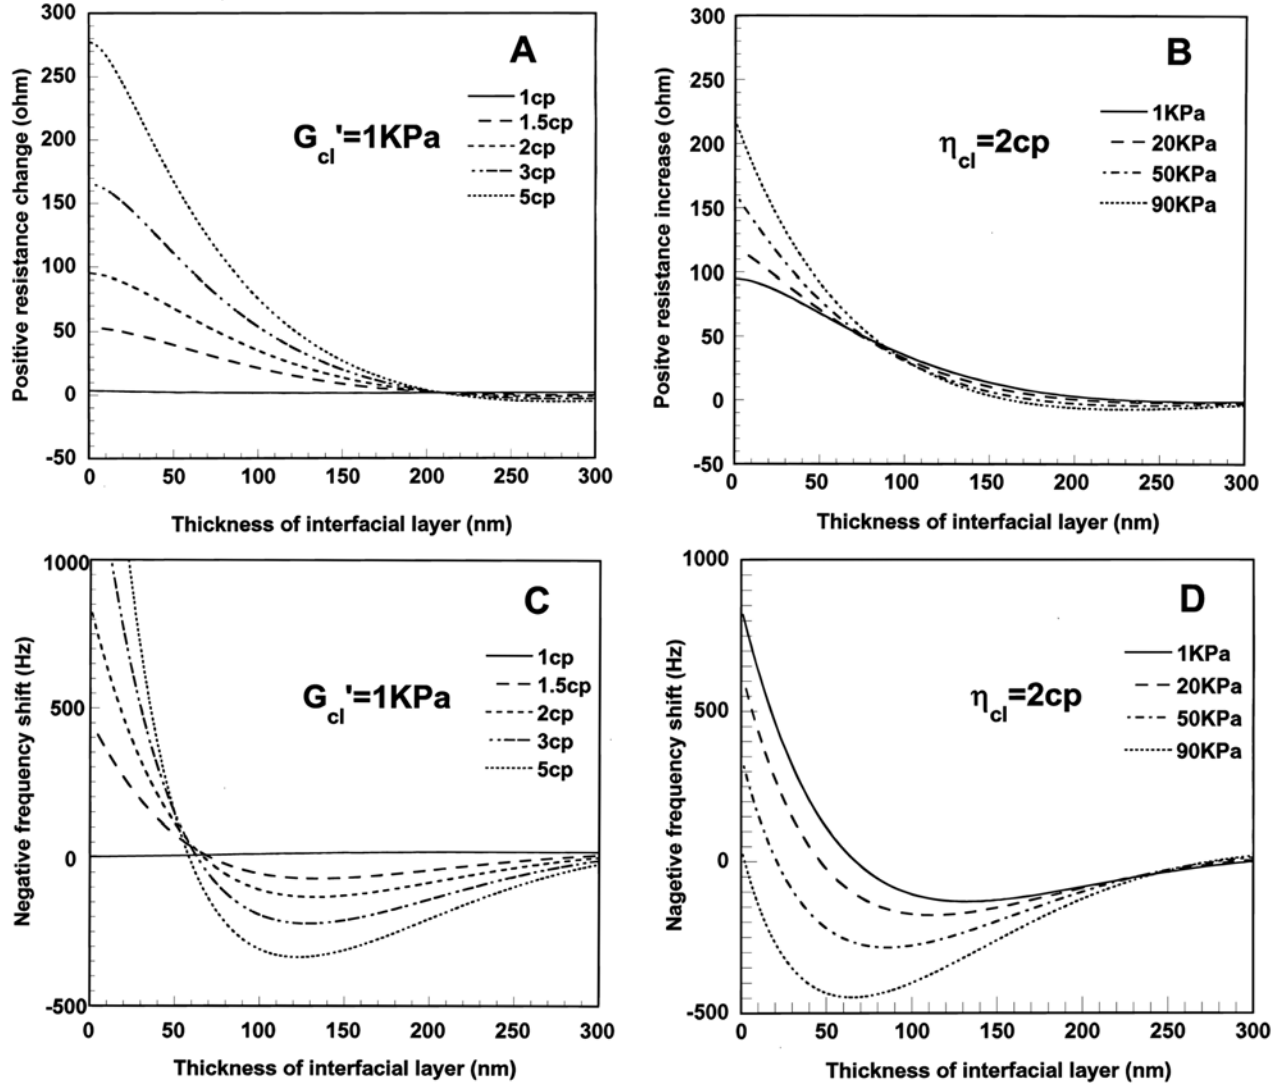 300
250
200
150
100
50
0
-50
Positive resistance change (ohm)
A
G_cl'=1KPa
1cp
1.5cp
2cp
3cp
5cp
0 50 100 150 200 250 300
Thickness of interfacial layer (nm)
300
250
200
150
100
50
0
-50
Positve resistance increase (ohm)
B
η_cl=2cp
1KPa
20KPa
50KPa
90KPa
0 50 100 150 200 250 300
Thickness of interfacial layer (nm)
1000
500
0
-500
Negative frequency shift (Hz)
C
G_cl'=1KPa
1cp
1.5cp
2cp
3cp
5cp
0 50 100 150 200 250 300
Thickness of interfacial layer (nm)
1000
500
0
-500
Nagetive frequency shift (Hz)
D
η_cl=2cp
1KPa
20KPa
50KPa
90KPa
0 50 100 150 200 250 300
Thickness of interfacial layer (nm)